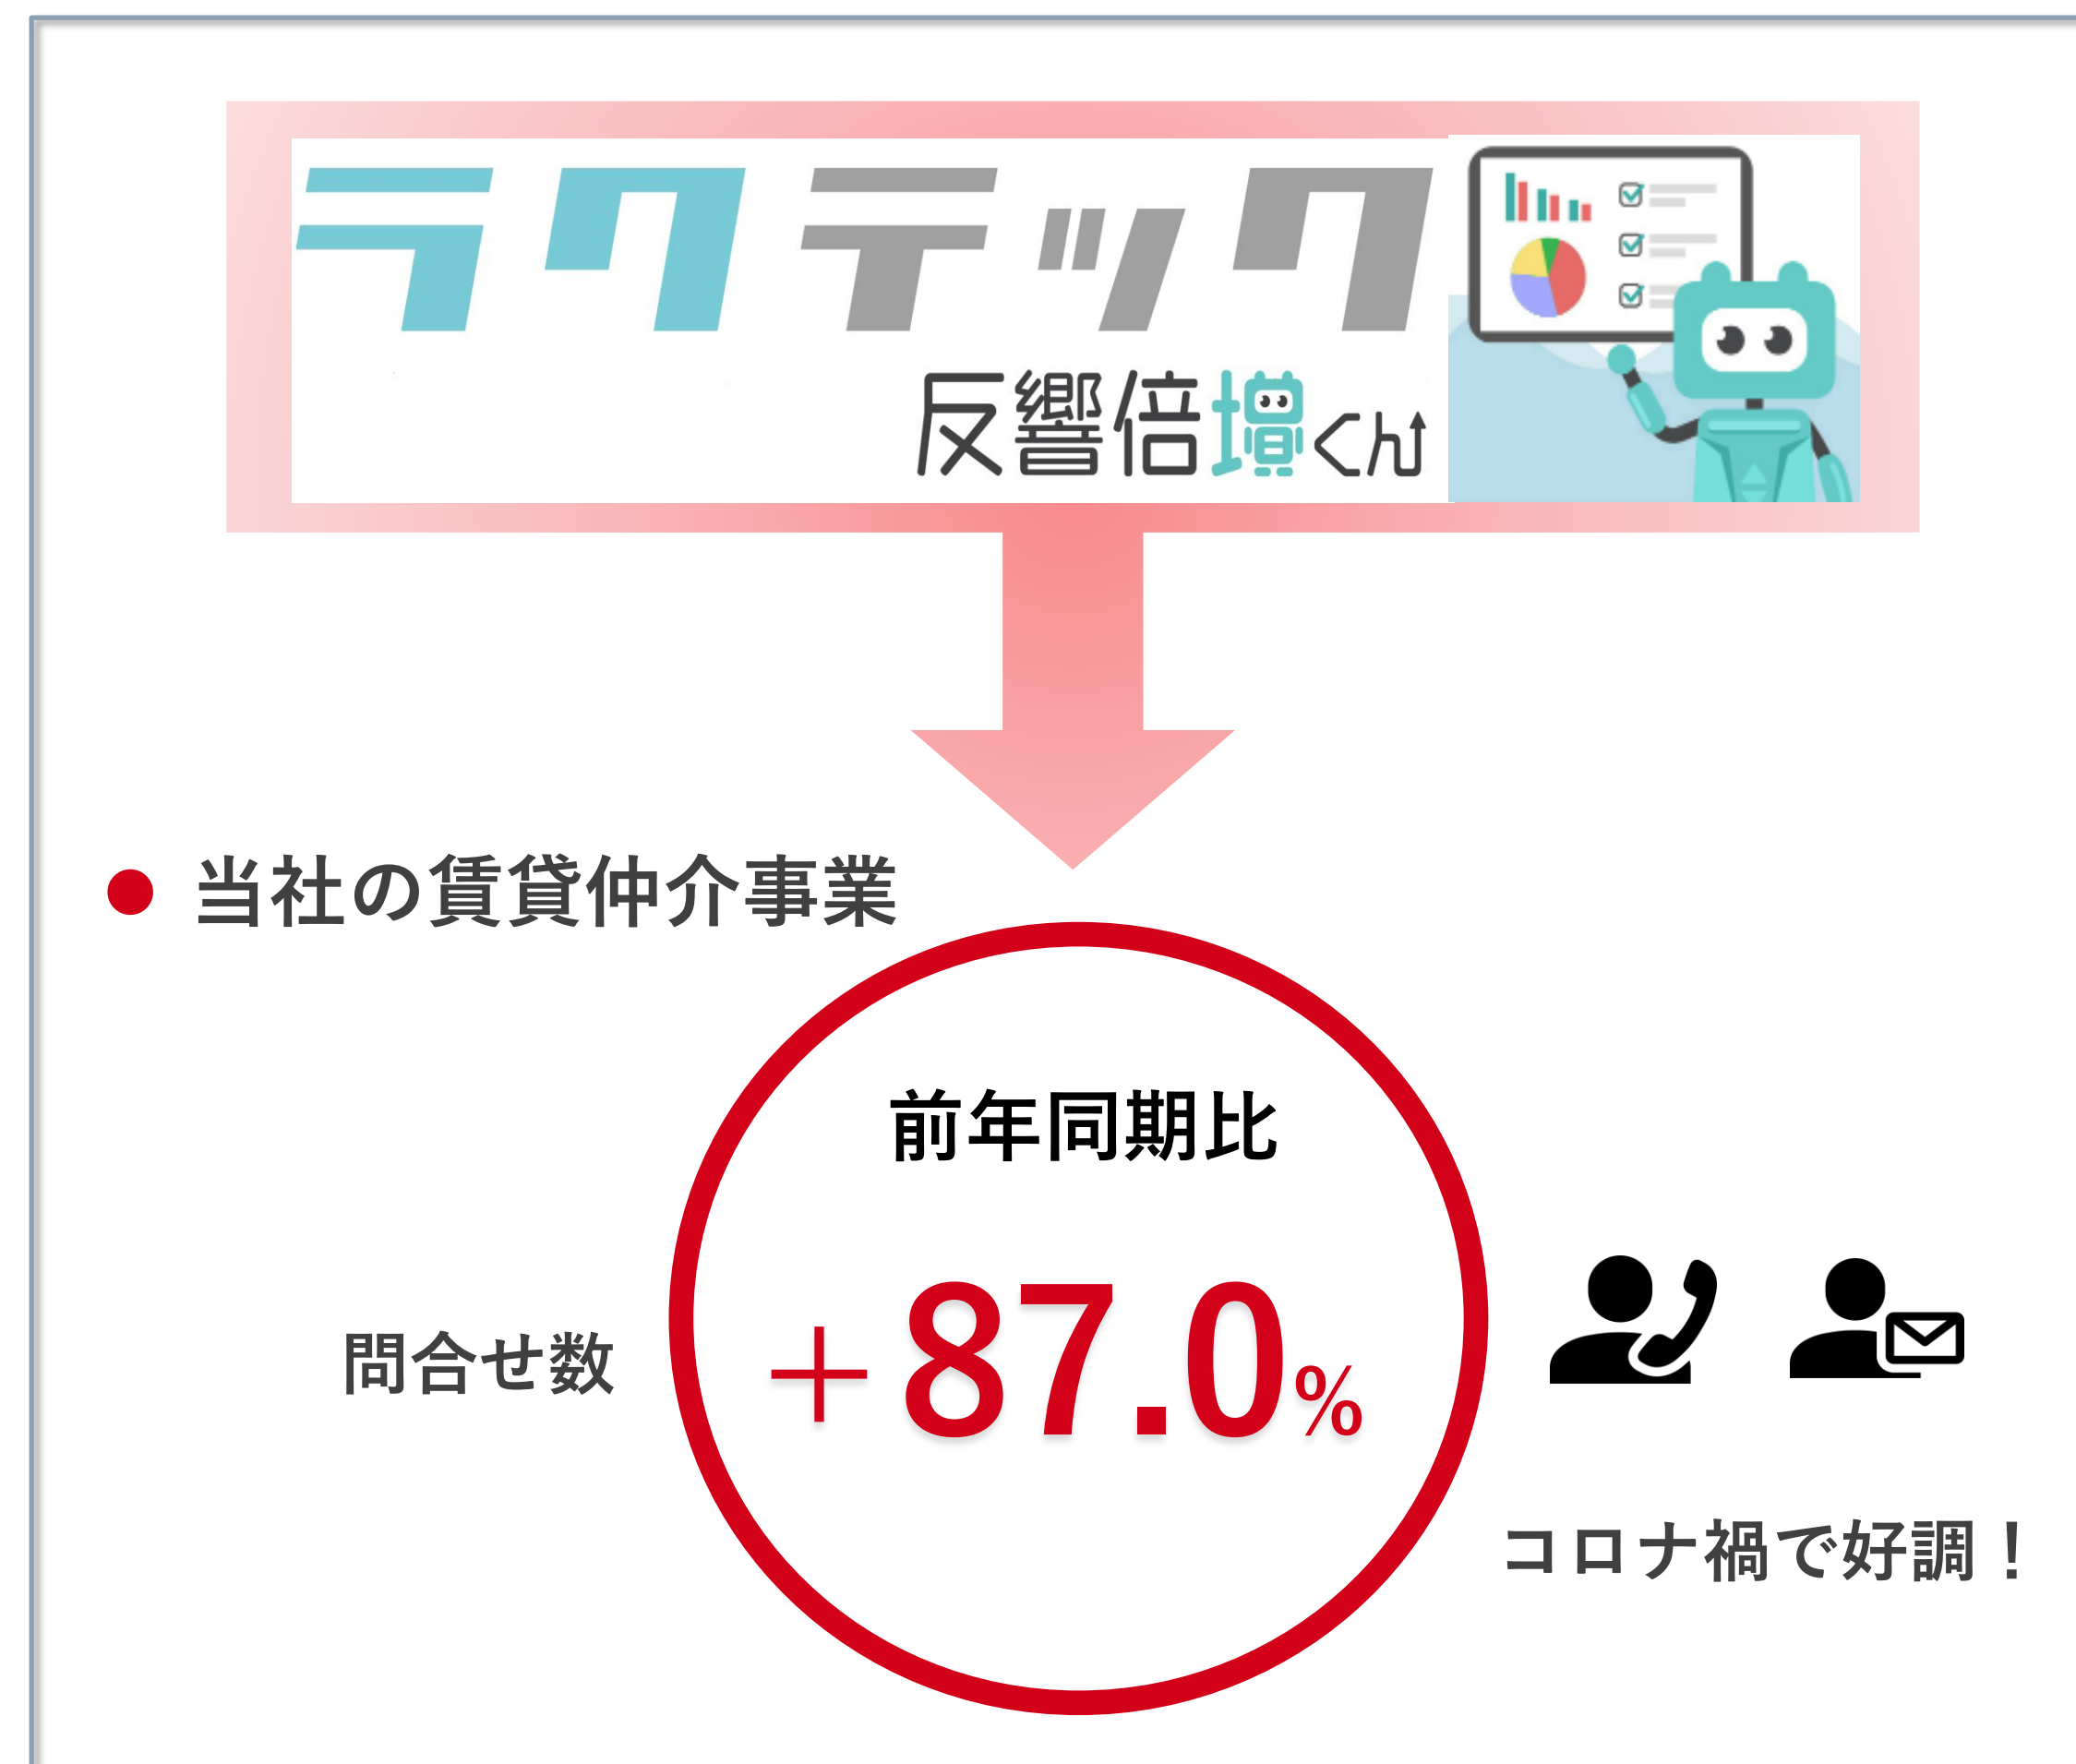 ラクテック
反響倍増くん
● 当社の賃貸仲介事業
前年同期比
問合せ数
+87.0%
コロナ禍で好調！